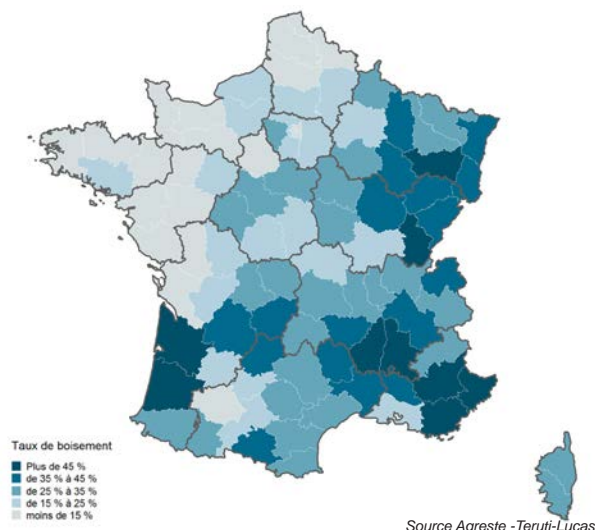 Taux de boisement
Plus de 45 %
de 35 % à 45 %
de 25 % à 35 %
de 15 % à 25 %
moins de 15 %
Source Agreste -Teruti-Lucas